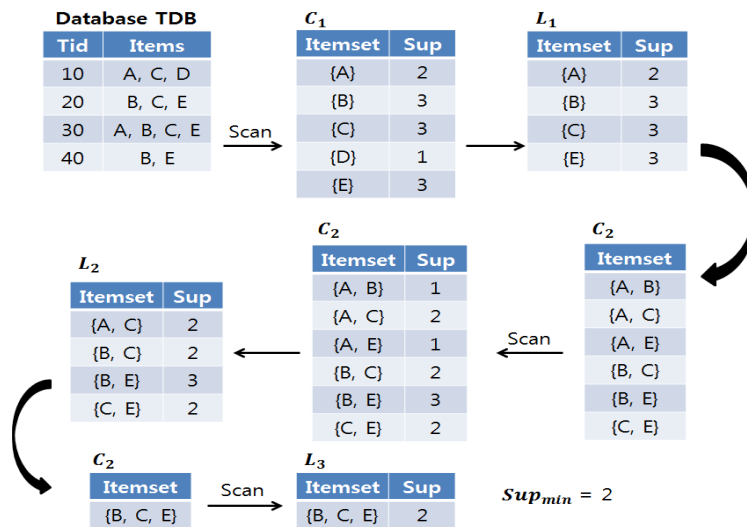 Database TDB
Tid Items
10 A, C, D
20 B, C, E
30 A, B, C, E
40 B, E
Scan
C1
Itemset Sup
{A} 2
{B} 3
{C} 3
{D} 1
{E} 3
L1
Itemset Sup
{A} 2
{B} 3
{C} 3
{E} 3
C2
Itemset
{A, B}
{A, C}
{A, E}
{B, C}
{B, E}
{C, E}
Scan
C2
Itemset Sup
{A, B} 1
{A, C} 2
{A, E} 1
{B, C} 2
{B, E} 3
{C, E} 2
L2
Itemset Sup
{A, C} 2
{B, C} 2
{B, E} 3
{C, E} 2
C2
Itemset
{B, C, E}
Scan
L3
Itemset Sup
{B, C, E} 2
Supmin = 2